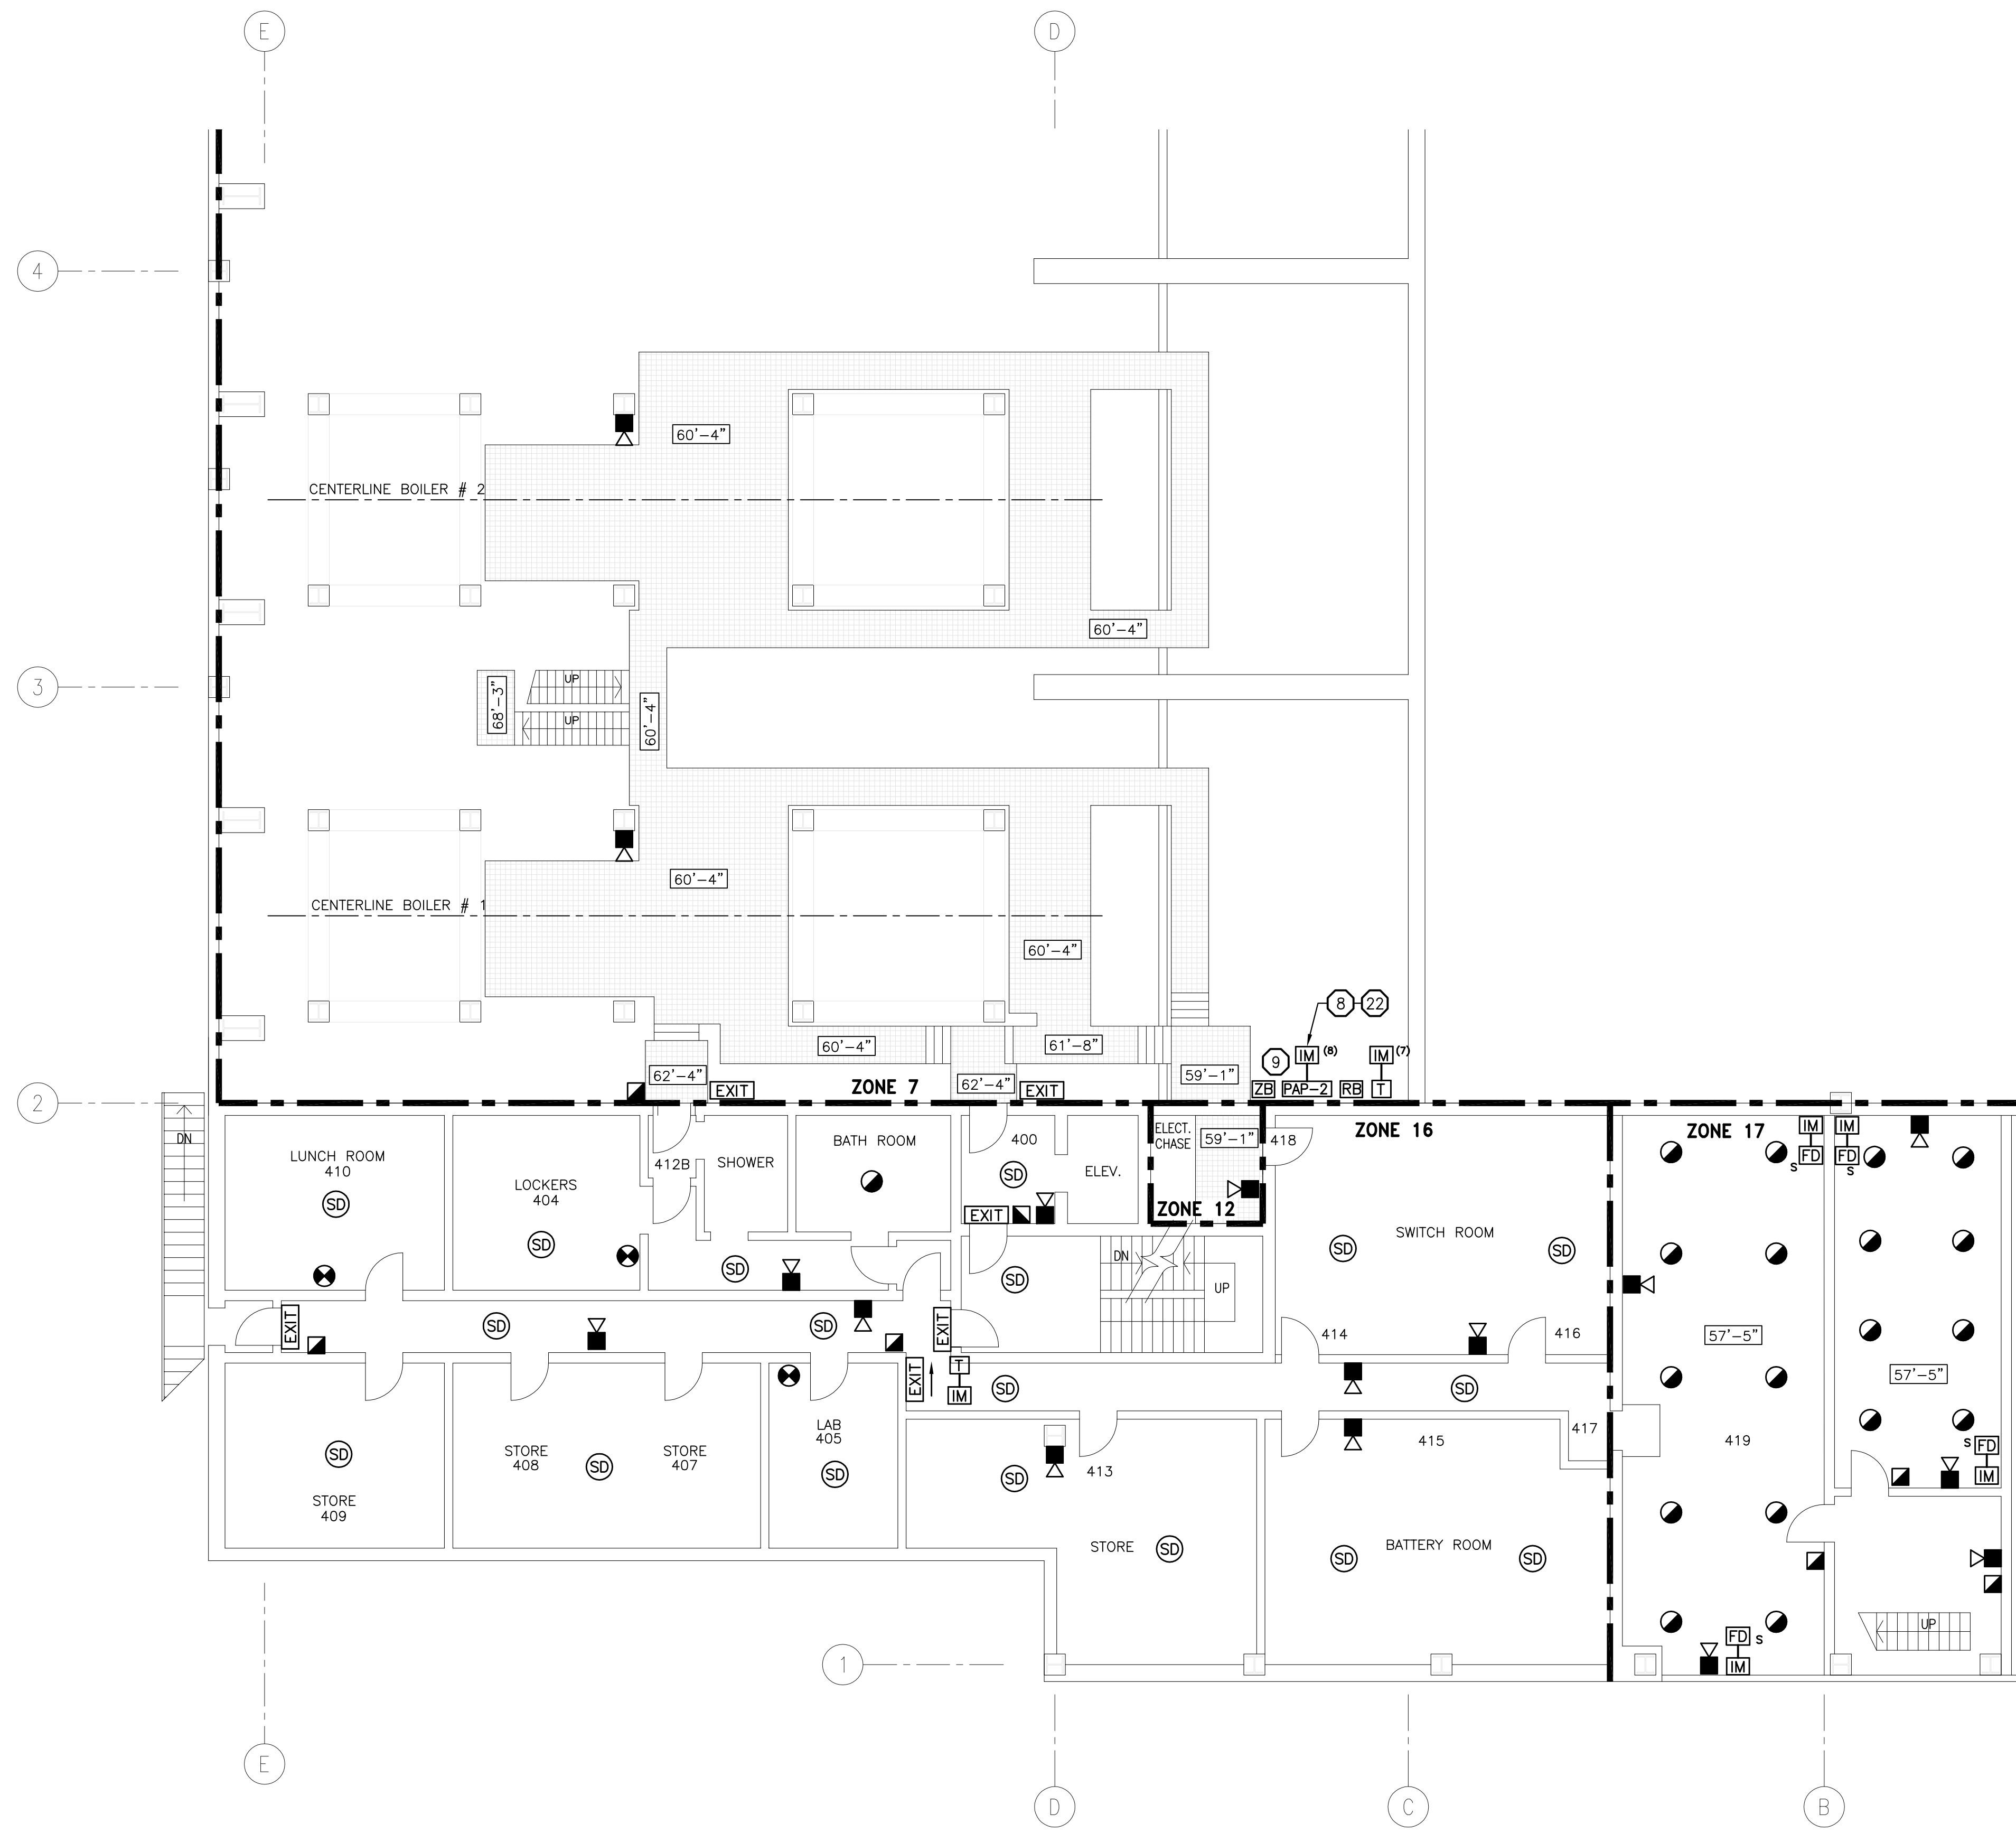 E
D
4
60'-4"
CENTERLINE BOILER # 2
60'-4"
3
UP
68'-3"
60'-4"
UP
60'-4"
CENTERLINE BOILER # 1
60'-4"
8
22
60'-4"
61'-8"
9
IM (8)
IM (7)
62'-4"
EXIT
ZONE 7
62'-4"
EXIT
59'-1"
ZB
PAP-2
RB
T
2
DN
LUNCH ROOM
410
SD
LOCKERS
404
SD
412B
SHOWER
BATH ROOM
400
SD
ELEV.
ELECT.
CHASE
59'-1"
418
ZONE 16
ZONE 17
IM
FD
S
IM
FD
S
EXIT
ZONE 12
SWITCH ROOM
SD
SD
SD
SD
DN
UP
EXIT
SD
SD
EXIT
414
416
57'-5"
57'-5"
EXIT
T
IM
SD
SD
SD
STORE
409
STORE
408
SD
STORE
407
LAB
405
SD
SD
413
415
417
419
S
FD
IM
STORE
SD
SD
BATTERY ROOM
SD
UP
FD
S
IM
1
E
D
C
B